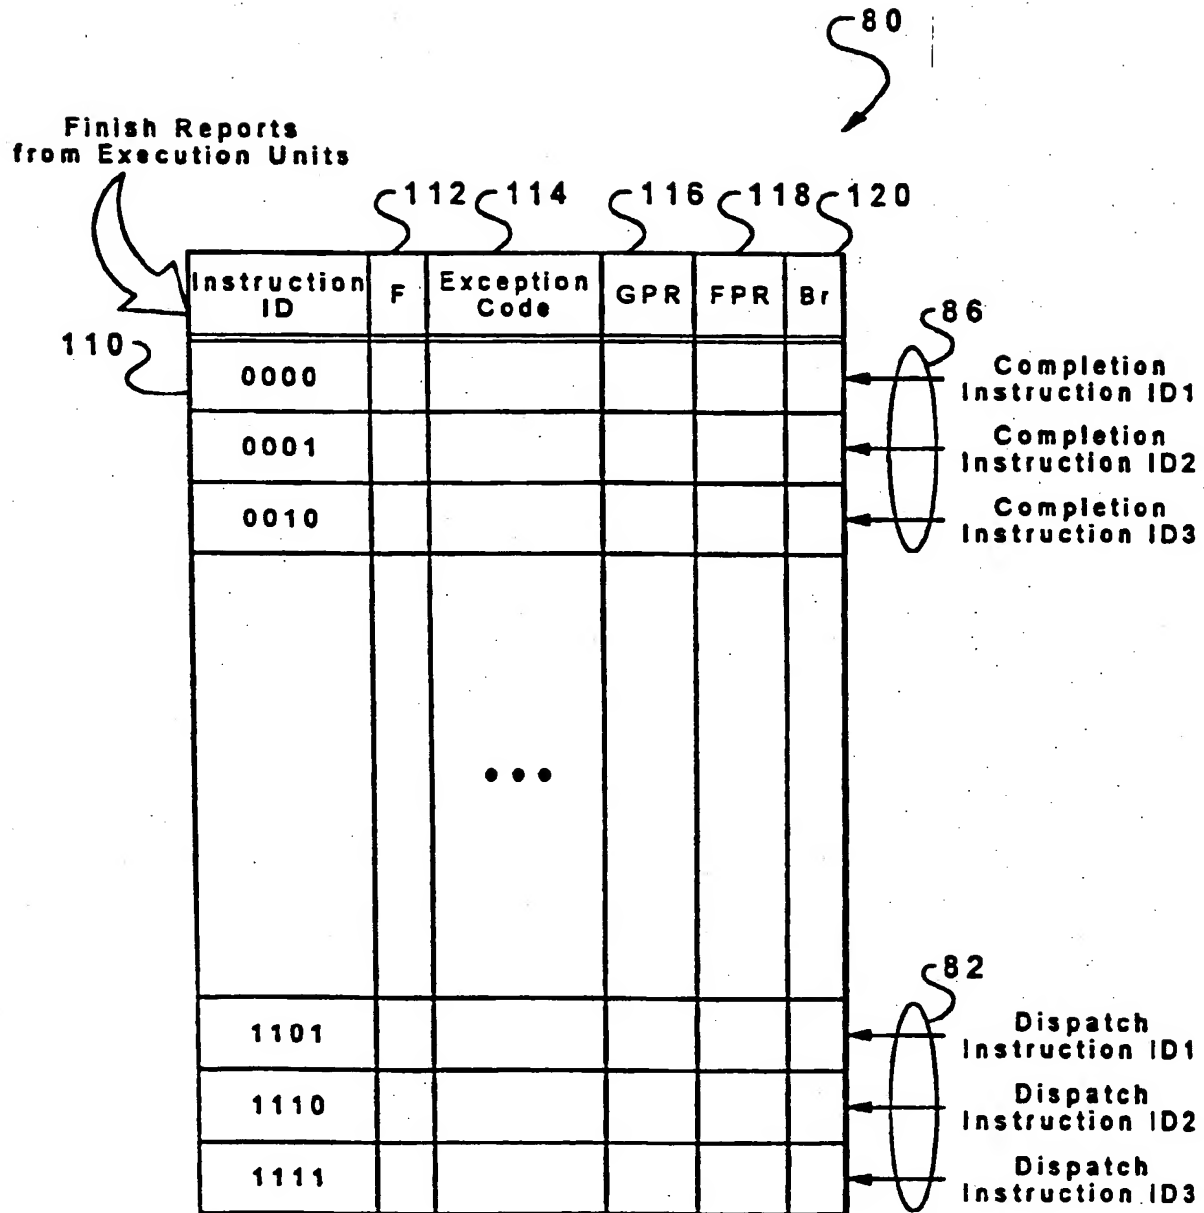 80
Finish Reports
from Execution Units
112 114 116 118 120
Instruction ID F Exception Code GPR FPR Br
86
110
0000
Completion
Instruction ID1
0001
Completion
Instruction ID2
0010
Completion
Instruction ID3
•••
82
1101
Dispatch
Instruction ID1
1110
Dispatch
Instruction ID2
1111
Dispatch
Instruction ID3